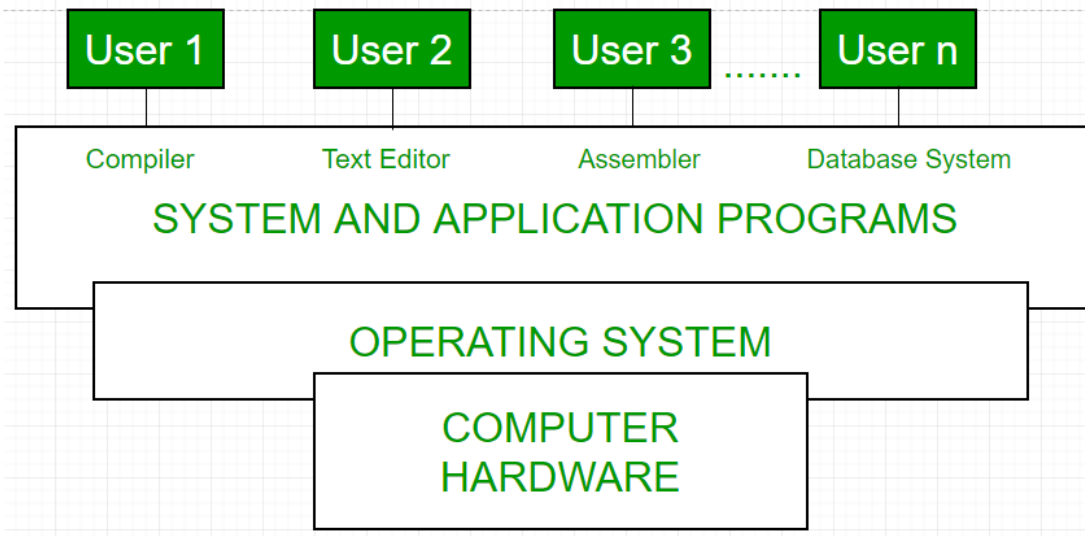 User 1 User 2 User 3 ....... User n
Compiler Text Editor Assembler Database System
SYSTEM AND APPLICATION PROGRAMS
OPERATING SYSTEM
COMPUTER
HARDWARE